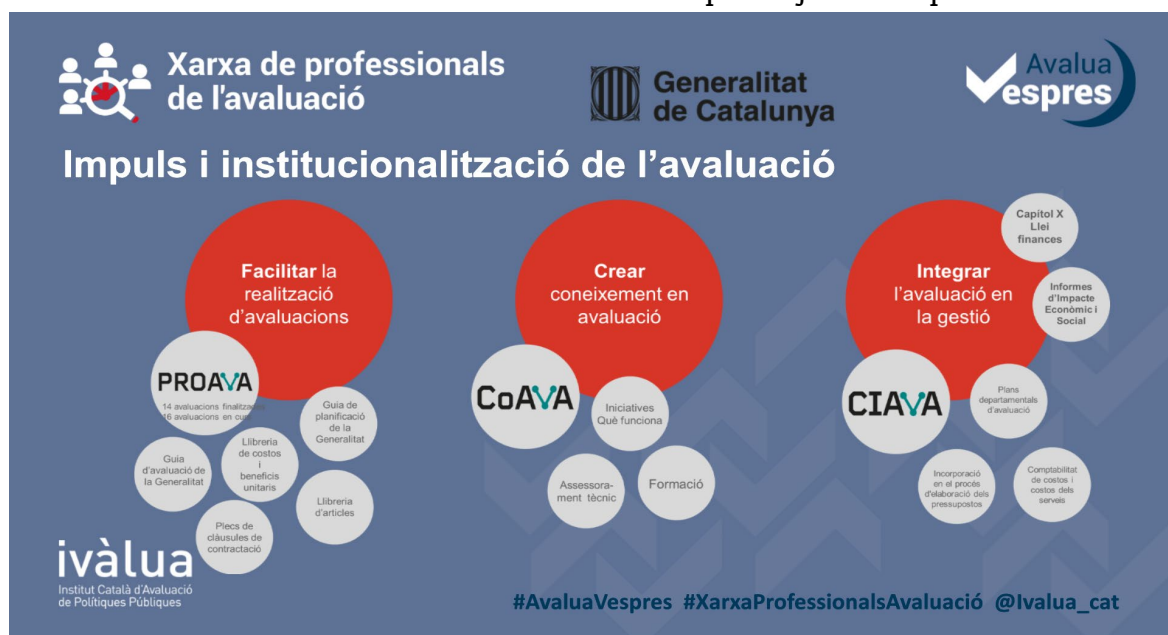 Xarxa de professionals
de l'avaluació
Generalitat
de Catalunya
Avalua
Vespres
Impuls i institucionalització de l'avaluació
Facilitar la
realització
d'avaluacions
PROAVA
14 avaluacions finalitzades
16 avaluacions en curs
Guia de
planificació
de la
Generalitat
Guia
d'avaluació de
la Generalitat
Llibreria
de costos
i
beneficis
unitaris
Llibreria
d'articles
Plecs de
clàusules de
contractació
Crear
coneixement en
avaluació
CoAVA
Iniciatives
Què funciona
Assessora-
ment tècnic
Formació
Integrar
l'avaluació en
la gestió
Capítol X
Llei
finances
Informes
d'Impacte
Econòmic i
Social
CIAVA
Plans
departamentals
d'avaluació
Incorporació
en el procés
d'elaboració dels
pressupostos
Comptabilitat
de costos i
costos dels
serveis
ivàlua
Institut Català d'Avaluació
de Polítiques Públiques
#AvaluaVespres #XarxaProfessionalsAvaluació @Ivalua_cat